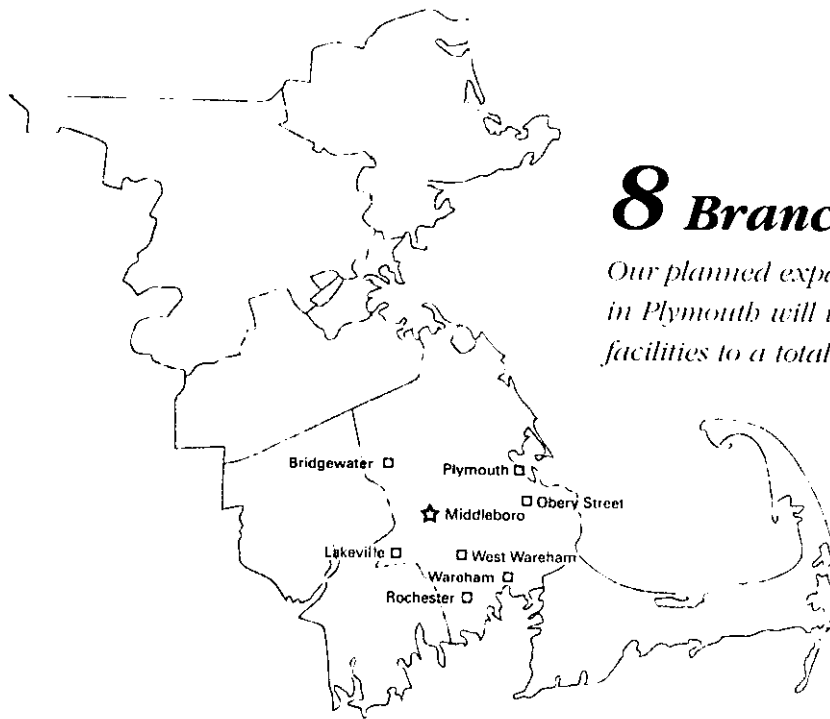 8 Branc
Our planned expa
in Plymouth will
facilities to a total
Bridgewater
Plymouth
Obery Street
Middleboro
Lakeville
West Wareham
Wareham
Rochester